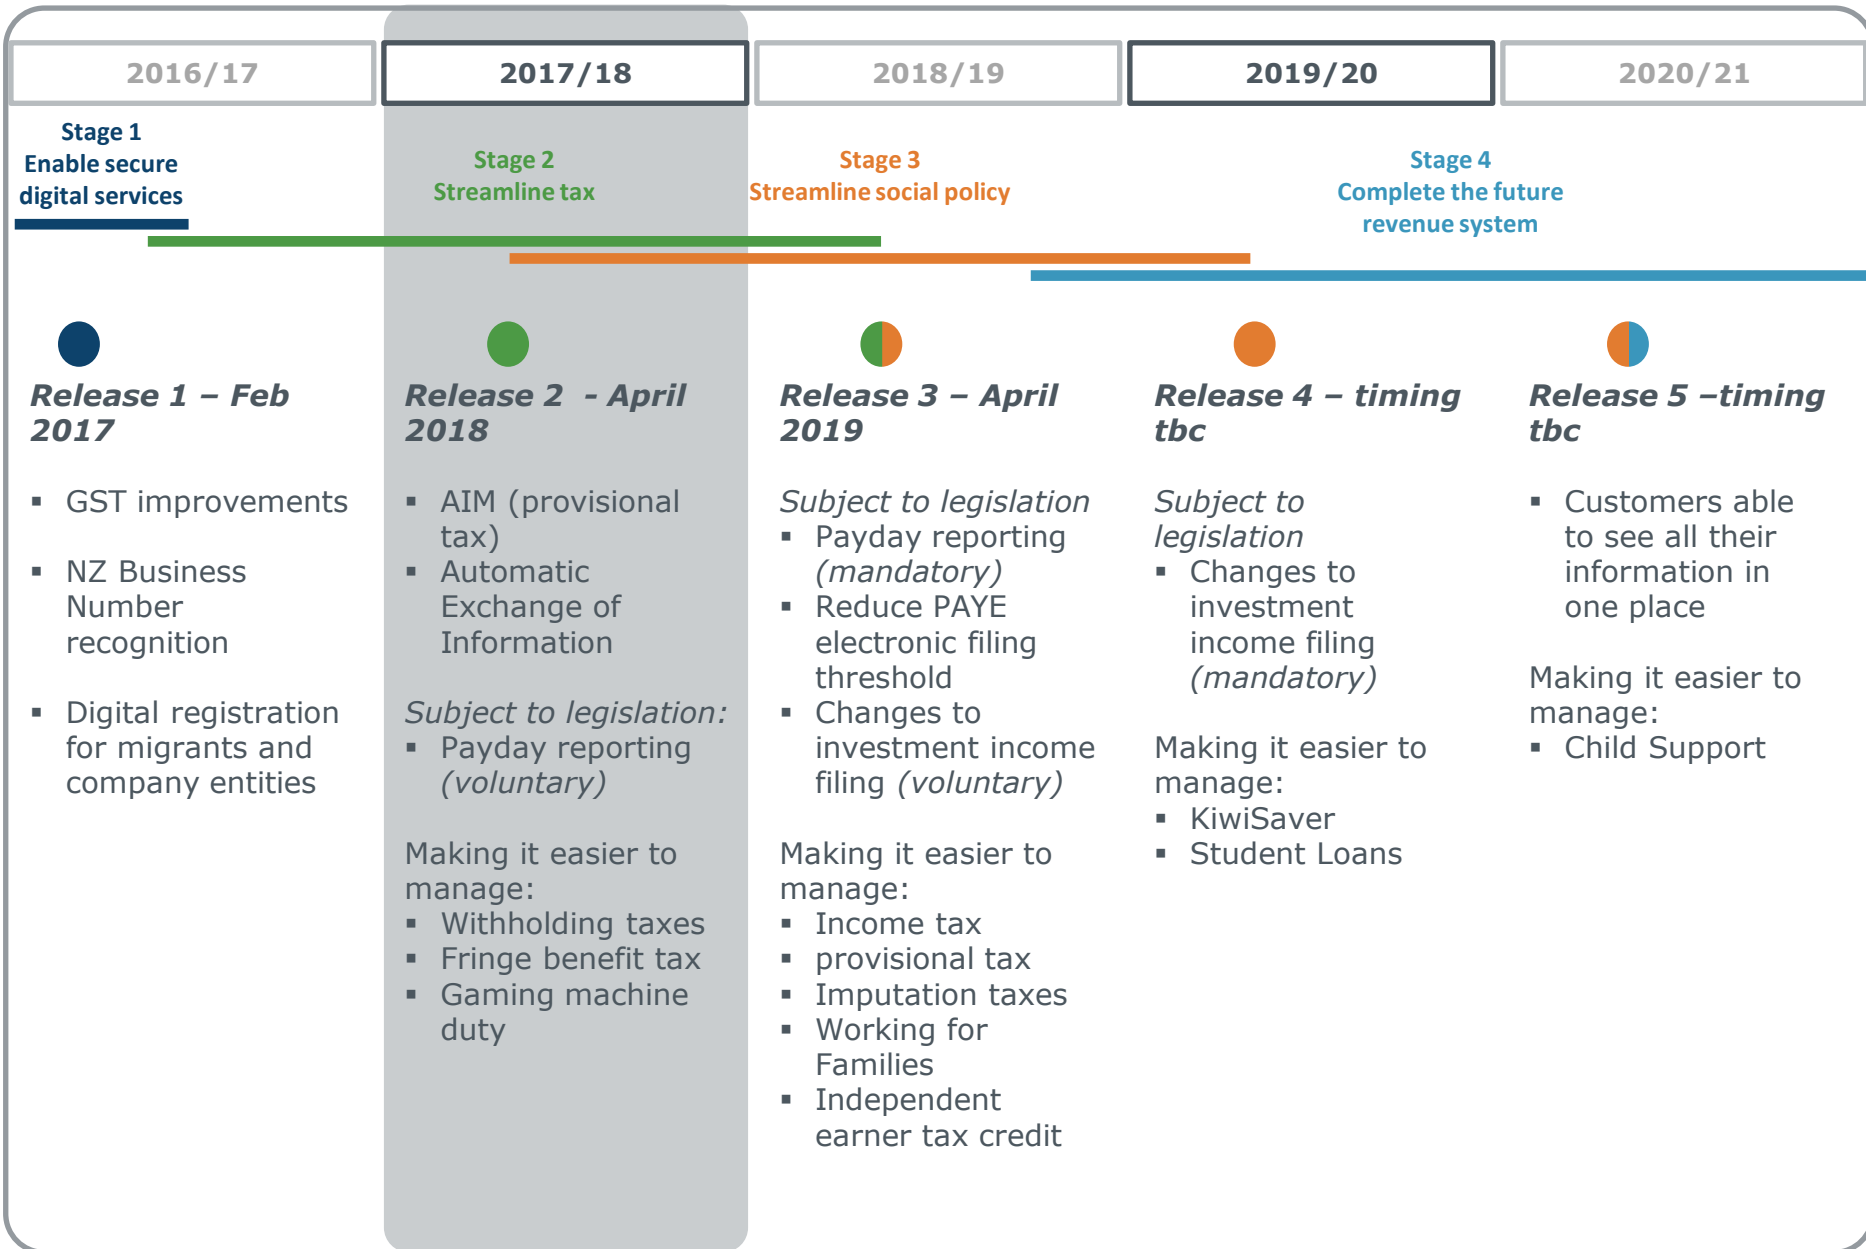 2016/17
2017/18
2018/19
2019/20
2020/21
Stage 1
Enable secure
digital services
Stage 2
Streamline tax
Stage 3
Streamline social policy
Stage 4
Complete the future
revenue system
Release 1 – Feb
2017
▪ GST improvements
▪ NZ Business
Number
recognition
▪ Digital registration
for migrants and
company entities
Release 2 - April
2018
▪ AIM (provisional
tax)
▪ Automatic
Exchange of
Information
Subject to legislation:
▪ Payday reporting
(voluntary)
Making it easier to
manage:
▪ Withholding taxes
▪ Fringe benefit tax
▪ Gaming machine
duty
Release 3 – April
2019
Subject to legislation
▪ Payday reporting
(mandatory)
▪ Reduce PAYE
electronic filing
threshold
▪ Changes to
investment income
filing (voluntary)
Making it easier to
manage:
▪ Income tax
▪ provisional tax
▪ Imputation taxes
▪ Working for
Families
▪ Independent
earner tax credit
Release 4 – timing
tbc
Subject to
legislation
▪ Changes to
investment
income filing
(mandatory)
Making it easier to
manage:
▪ KiwiSaver
▪ Student Loans
Release 5 –timing
tbc
▪ Customers able
to see all their
information in
one place
Making it easier to
manage:
▪ Child Support